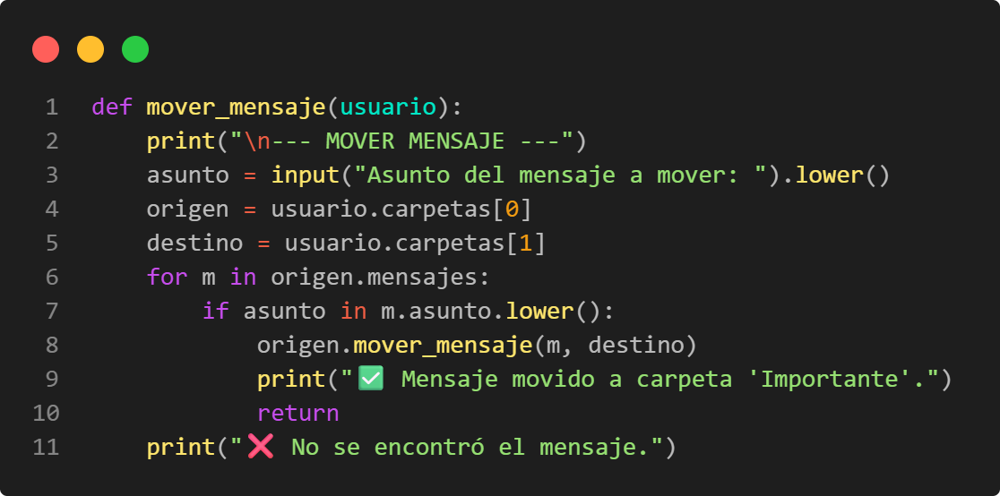 1 def mover_mensaje(usuario):
2     print("\n--- MOVER MENSAJE ---")
3     asunto = input("Asunto del mensaje a mover: ").lower()
4     origen = usuario.carpetas[0]
5     destino = usuario.carpetas[1]
6     for m in origen.mensajes:
7         if asunto in m.asunto.lower():
8             origen.mover_mensaje(m, destino)
9             print("✅ Mensaje movido a carpeta 'Importante'.")
10             return
11     print("❌ No se encontró el mensaje.")